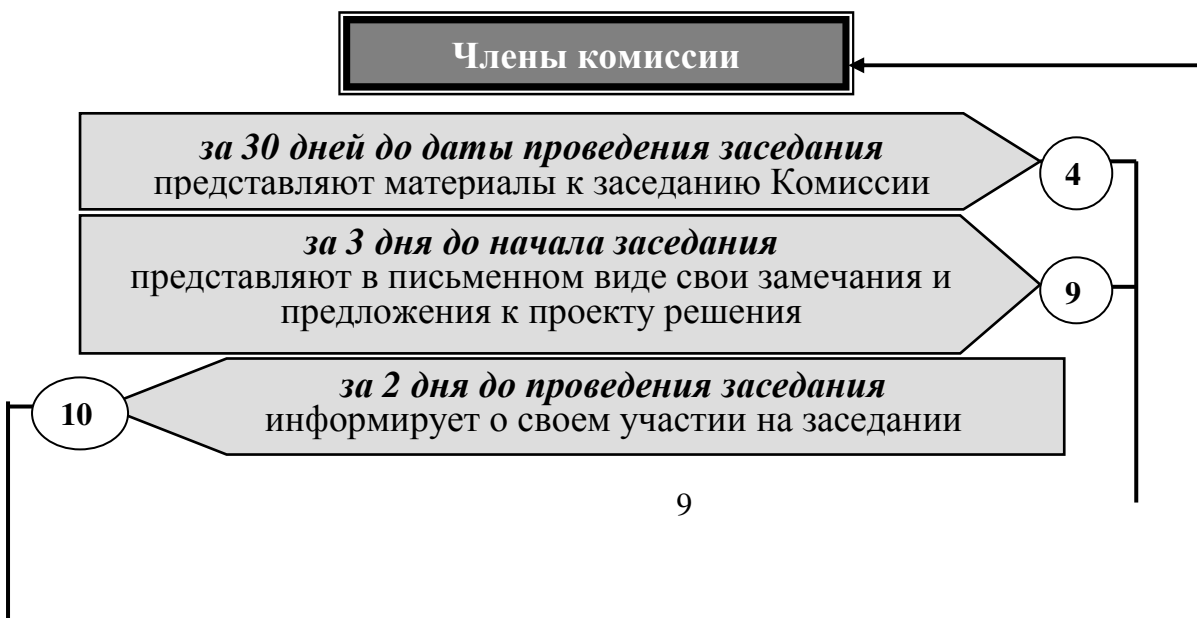 Члены комиссии
за 30 дней до даты проведения заседания
представляют материалы к заседанию Комиссии
4
за 3 дня до начала заседания
представляют в письменном виде свои замечания и
предложения к проекту решения
9
за 2 дня до проведения заседания
информирует о своем участии на заседании
10
9